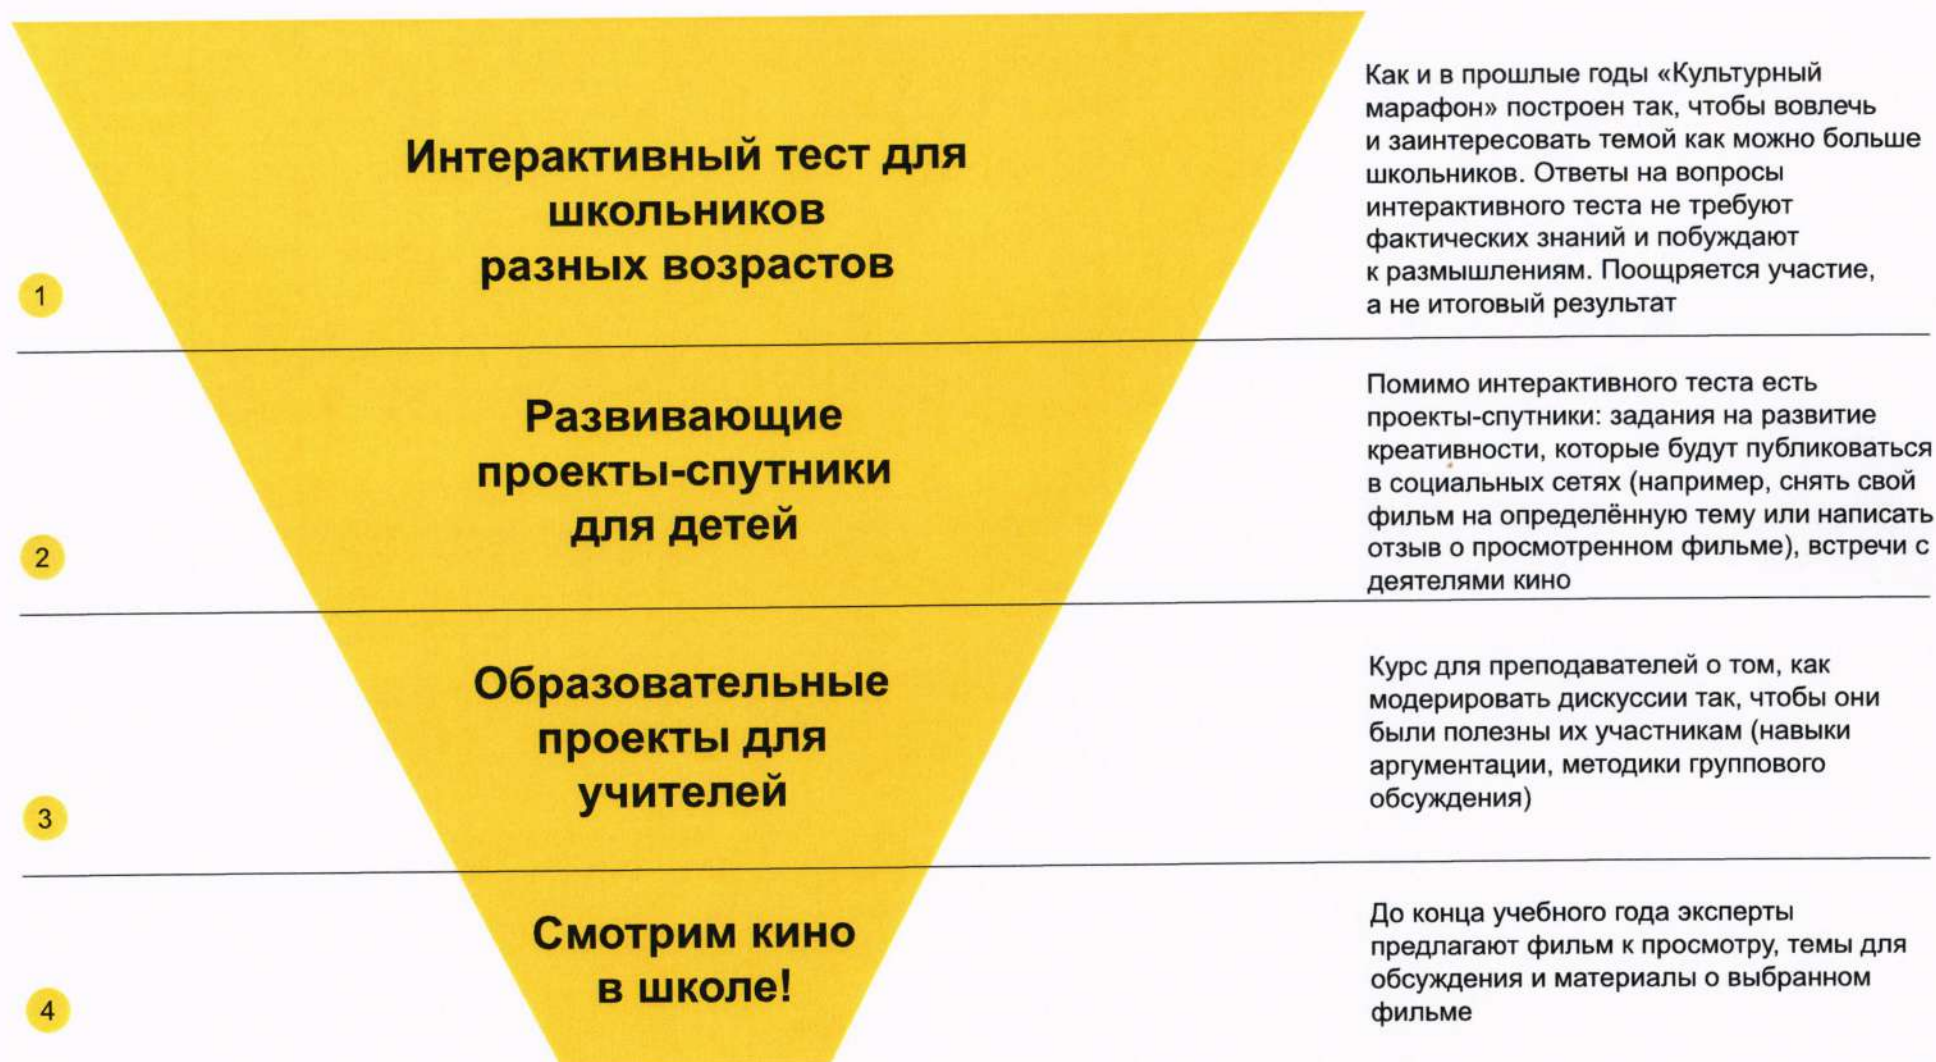 Интерактивный тест для
школьников
разных возрастов
1
Как и в прошлые годы «Культурный
марафон» построен так, чтобы вовлечь
и заинтересовать темой как можно больше
школьников. Ответы на вопросы
интерактивного теста не требуют
фактических знаний и побуждают
к размышлениям. Поощряется участие,
а не итоговый результат
Развивающие
проекты-спутники
для детей
2
Помимо интерактивного теста есть
проекты-спутники: задания на развитие
креативности, которые будут публиковаться
в социальных сетях (например, снять свой
фильм на определённую тему или написать
отзыв о просмотренном фильме), встречи с
деятелями кино
Образовательные
проекты для
учителей
3
Курс для преподавателей о том, как
модерировать дискуссии так, чтобы они
были полезны их участникам (навыки
аргументации, методики группового
обсуждения)
Смотрим кино
в школе!
4
До конца учебного года эксперты
предлагают фильм к просмотру, темы для
обсуждения и материалы о выбранном
фильме